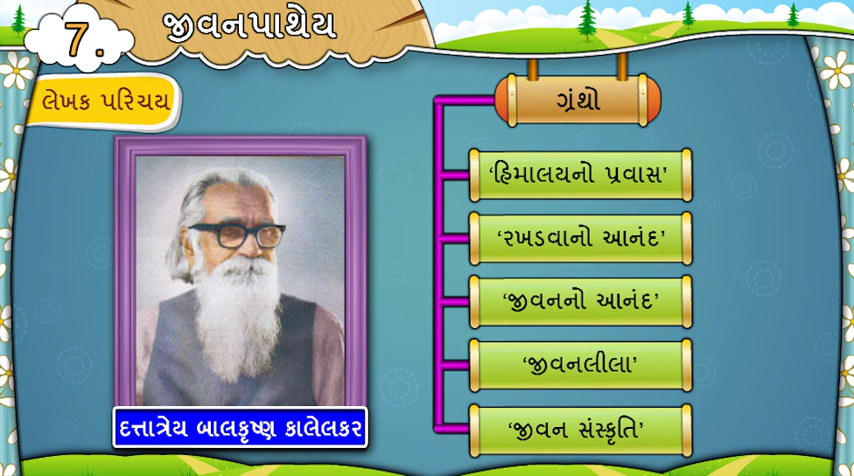 7.
જીવનપાથેય
લેખક પરિચય
ગ્રંથો
‘હિમાલયનો પ્રવાસ’
‘રખડવાનો આનંદ’
‘જીવનનો આનંદ’
‘જીવનલીલા’
‘જીવન સંસ્કૃતિ’
દત્તાત્રેય બાલકૃષ્ણ કાલેલકર